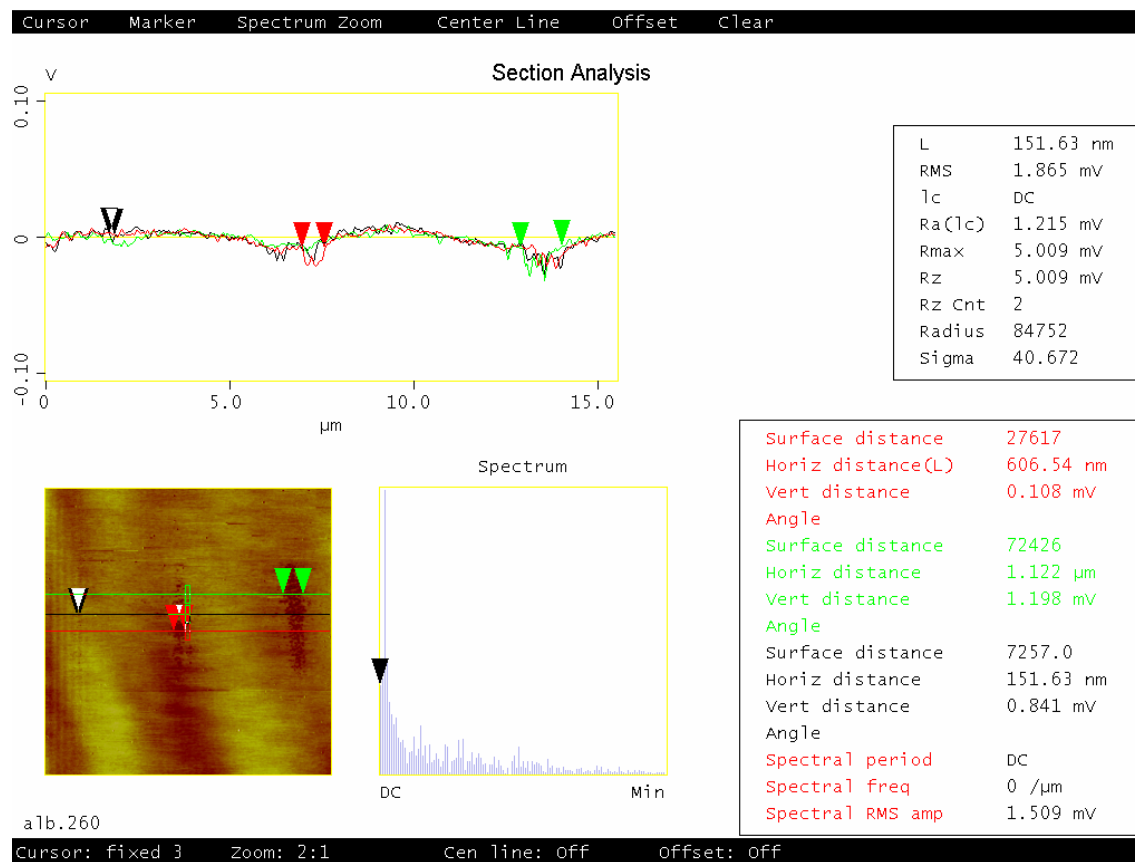 Cursor Marker Spectrum Zoom Center Line Offset Clear
V Section Analysis
0.10
0
-0.10
0 5.0 10.0 15.0
µm
L 151.63 nm
RMS 1.865 mV
lc DC
Ra(lc) 1.215 mV
Rmax 5.009 mV
Rz 5.009 mV
Rz Cnt 2
Radius 84752
Sigma 40.672
Spectrum
DC Min
Surface distance 27617
Horiz distance(L) 606.54 nm
Vert distance 0.108 mV
Angle
Surface distance 72426
Horiz distance 1.122 µm
Vert distance 1.198 mV
Angle
Surface distance 7257.0
Horiz distance 151.63 nm
Vert distance 0.841 mV
Angle
Spectral period DC
Spectral freq 0 /µm
Spectral RMS amp 1.509 mV
alb.260
Cursor: fixed 3 Zoom: 2:1 Cen line: Off Offset: Off